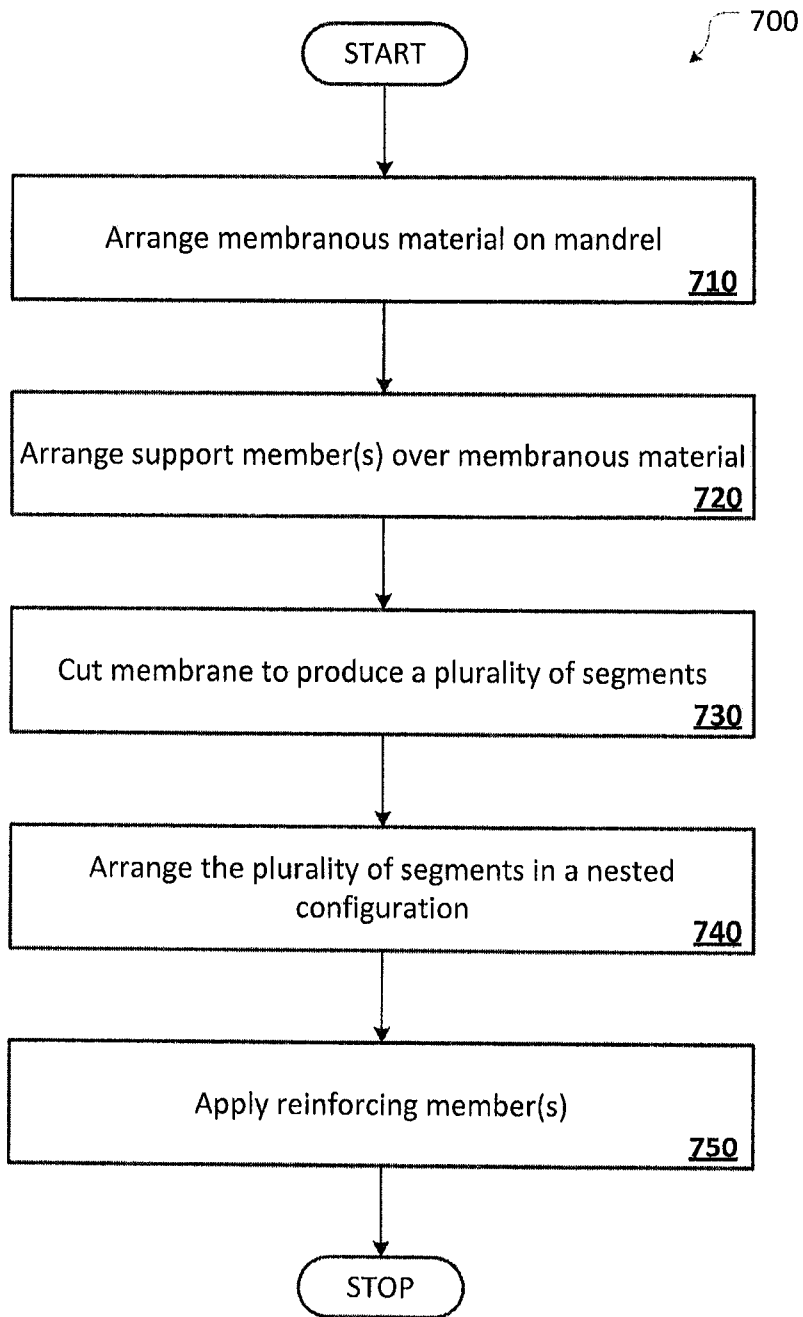 700
START
Arrange membranous material on mandrel
710
Arrange support member(s) over membranous material
720
Cut membrane to produce a plurality of segments
730
Arrange the plurality of segments in a nested
configuration
740
Apply reinforcing member(s)
750
STOP